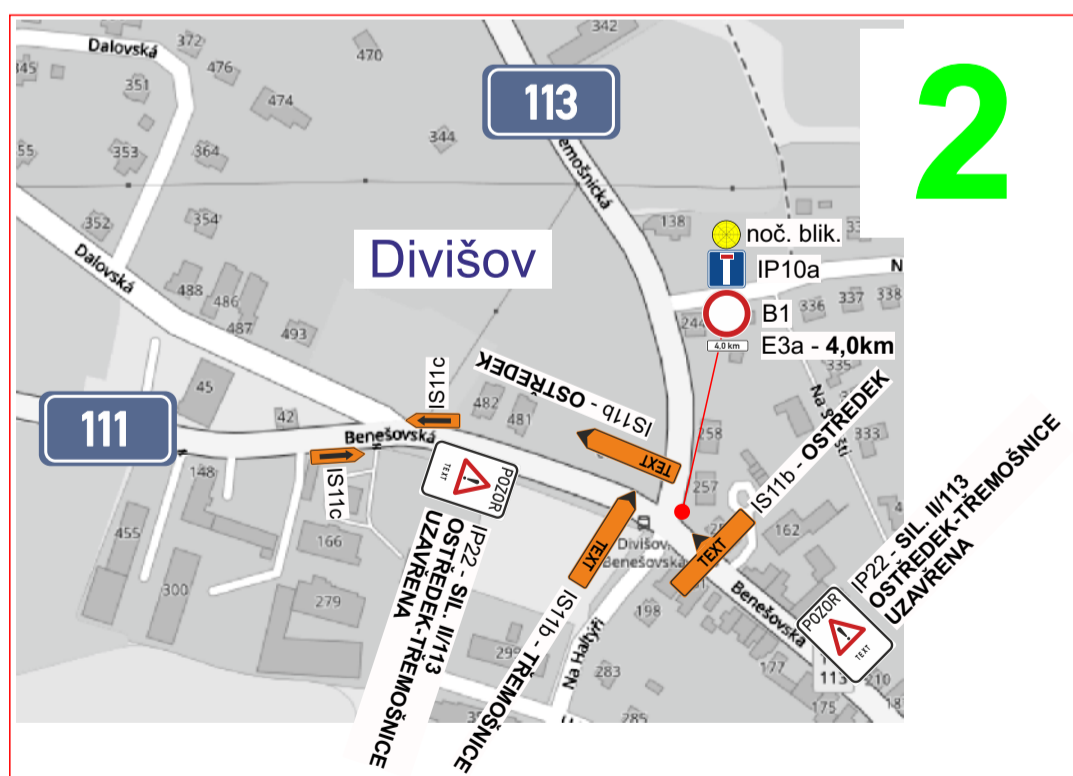 2
113
Divišov
noč. blik.
IP10a
B1
4,0 km
E3a - 4,0km
111
Dalovská
372
342
345
351
476
470
474
353
364
344
352
354
138
Dalovská
488
486
487
493
244
336
337
338
335
45
42
482
481
IS11c
IS11b - OSTŘEDEK
TEXT
Benešovská
IS11c
258
257
333
148
455
300
166
279
162
POZOR
TEXT
IP22 - SIL. II/113
OSTŘEDEK-TŘEMOŠNICE
UZAVŘENA
TEXT
IS11b - TŘEMOŠNICE
TEXT
IS11b - OSTŘEDEK
Divišov,
Benešovská
Benešovská
198
Na Haltýři
283
285
177
175
113
210
POZOR
TEXT
IP22 - SIL. II/113
OSTŘEDEK-TŘEMOŠNICE
UZAVŘENA